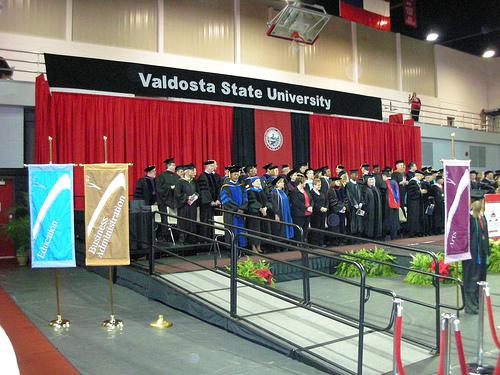 Valdosta State University
Education
Business
Administration
Arts